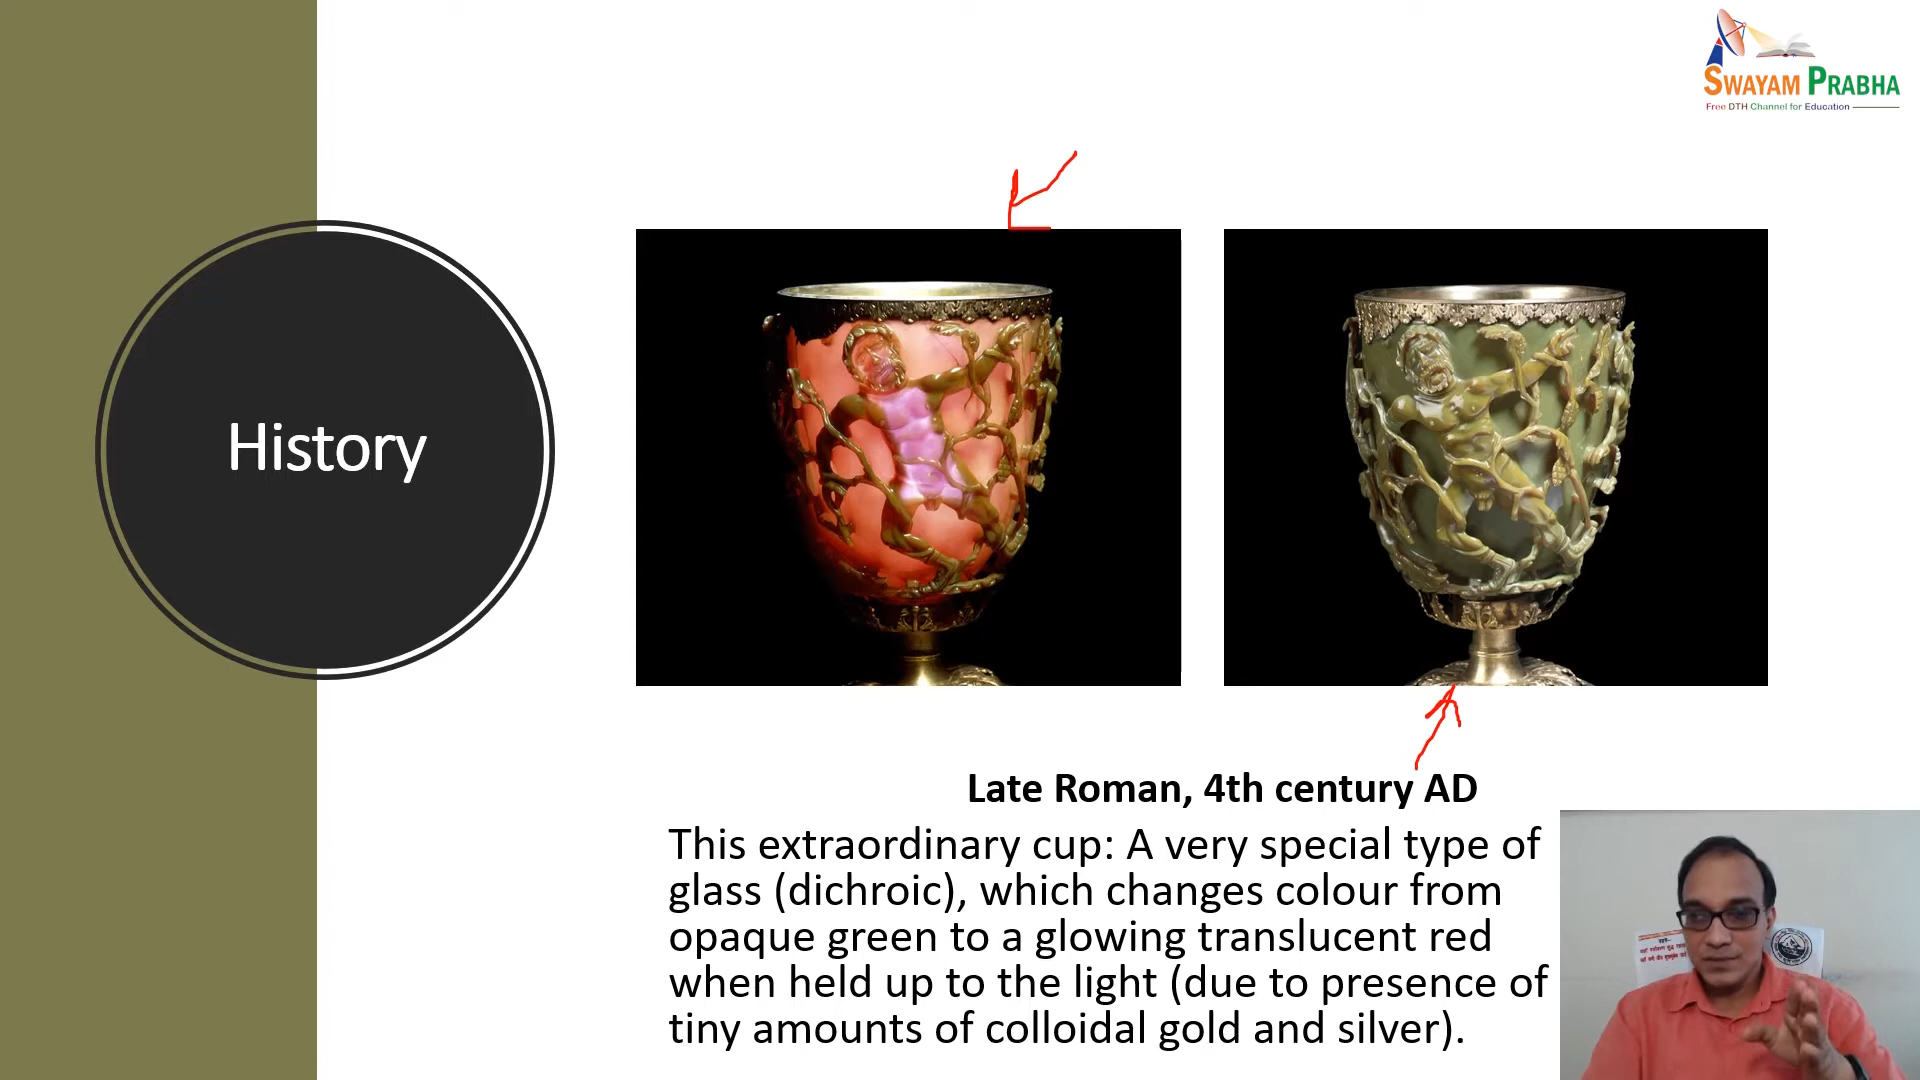 SWAYAM PRABHA
Free DTH Channel for Education
History
Late Roman, 4th century AD
This extraordinary cup: A very special type of
glass (dichroic), which changes colour from
opaque green to a glowing translucent red
when held up to the light (due to presence of
tiny amounts of colloidal gold and silver).